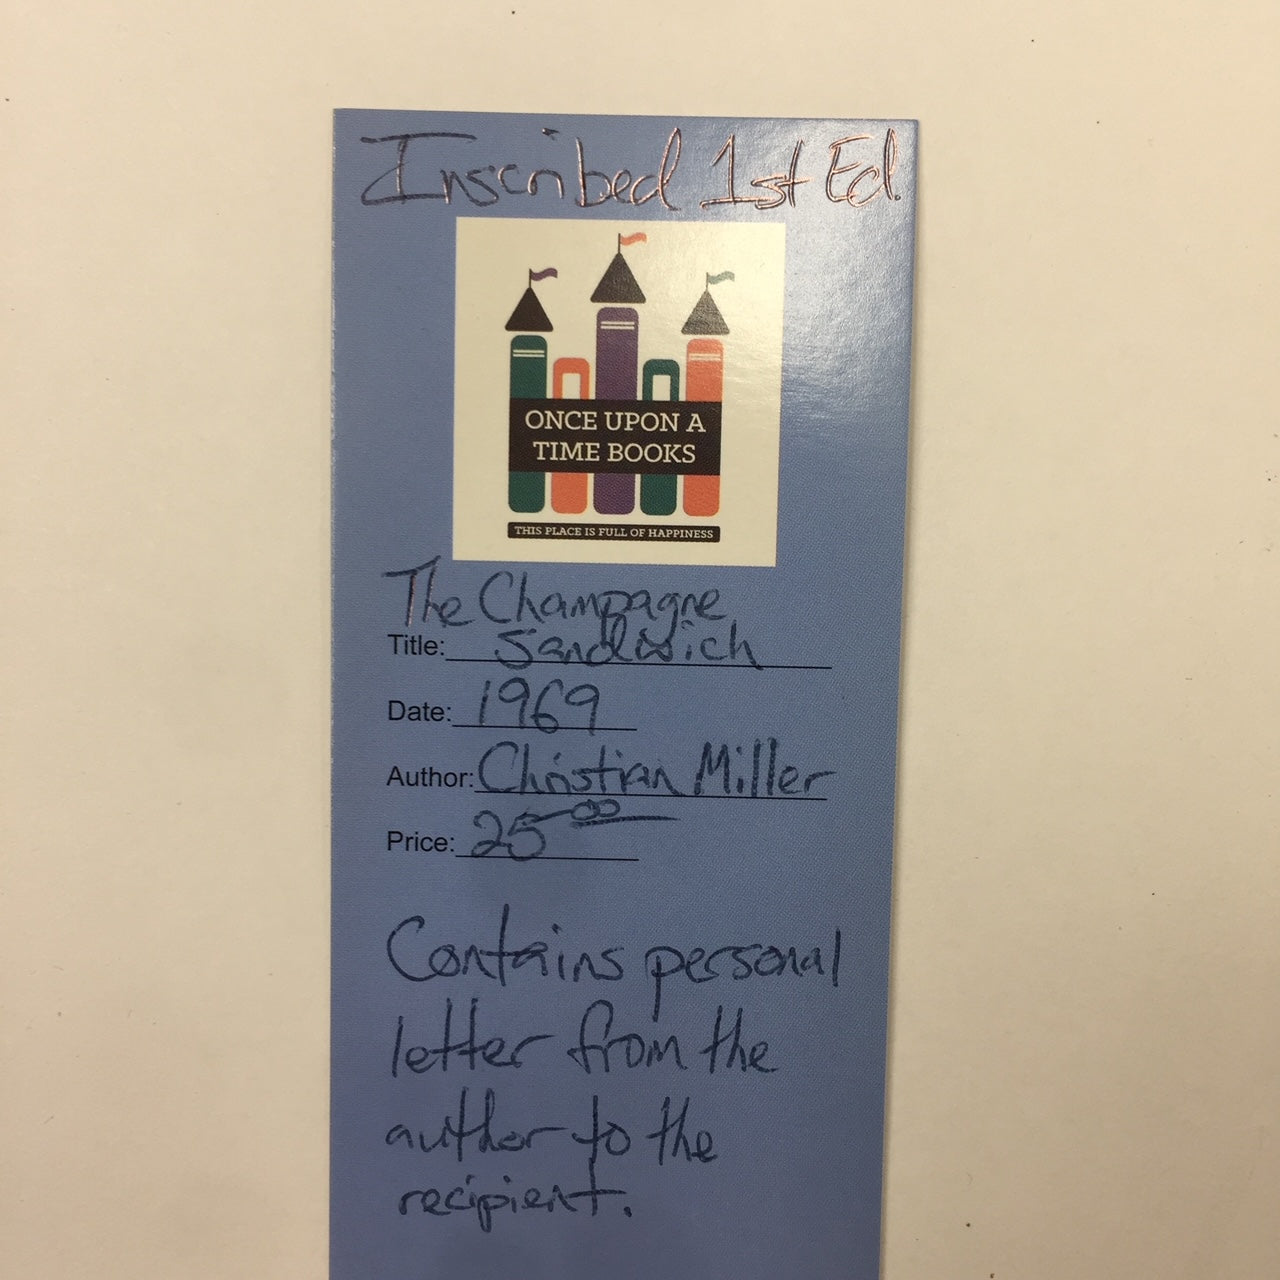 Inscribed 1st Ed.
ONCE UPON A
TIME BOOKS
THIS PLACE IS FULL OF HAPPINESS
The Champagne
Title: Sandwich
Date: 1969
Author: Christian Miller
Price: 25 00
Contains personal
letter from the
author to the
recipient.